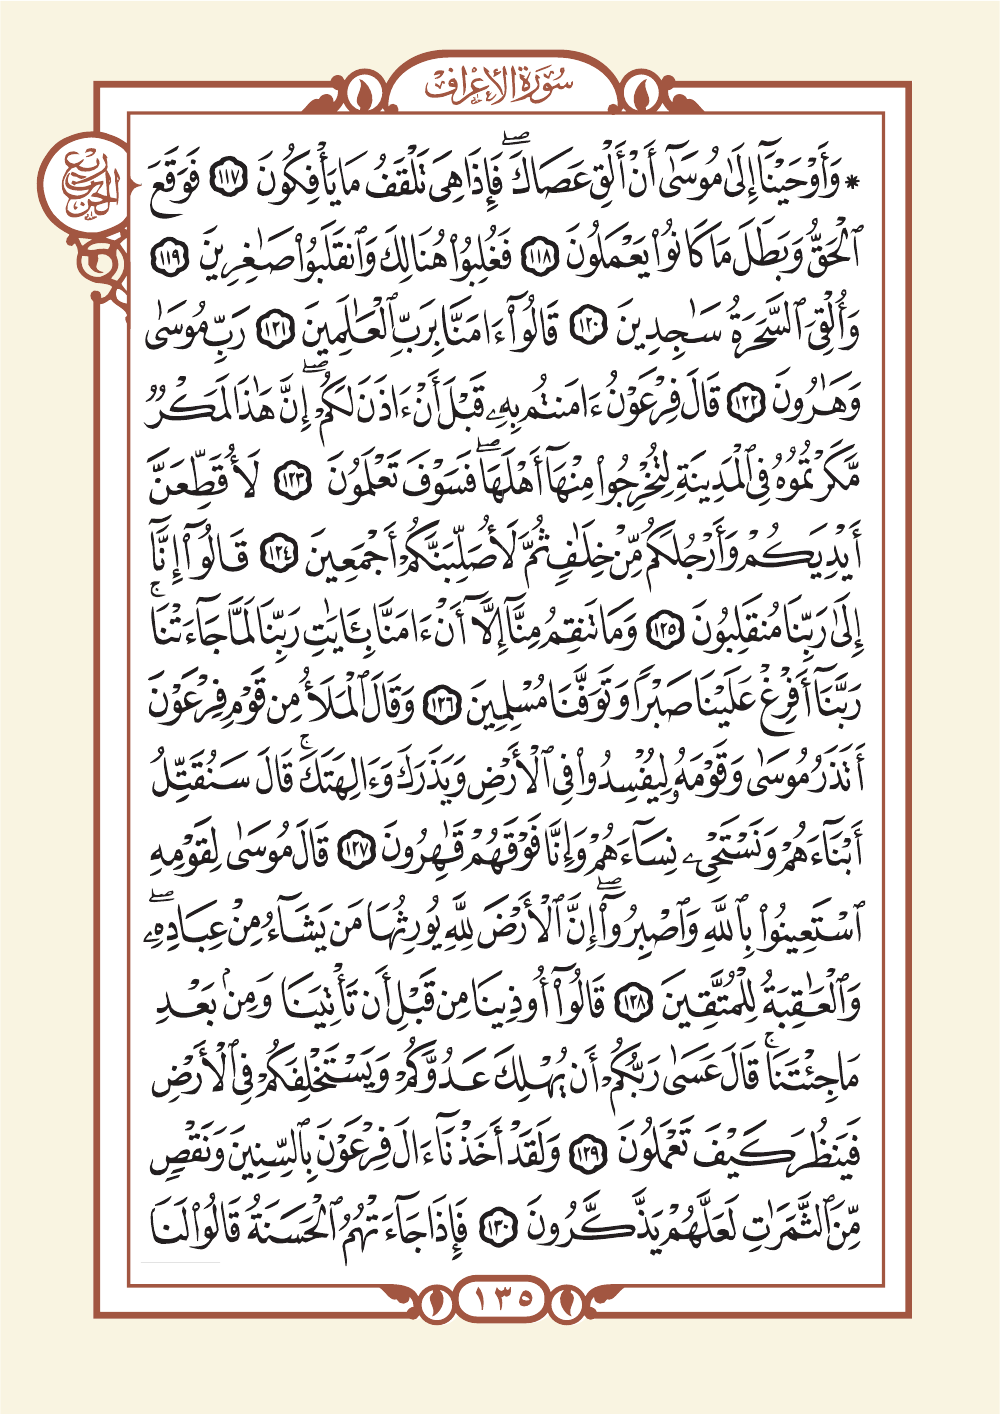 سُورَةُ الأَعۡرَافِ
رُبۡع الحِزۡب
* وَأَوۡحَيۡنَآ إِلَىٰ مُوسَىٰٓ أَنۡ أَلۡقِ عَصَاكَۖ فَإِذَا هِيَ تَلۡقَفُ مَا يَأۡفِكُونَ ١١٧ فَوَقَعَ
ٱلۡحَقُّ وَبَطَلَ مَا كَانُواْ يَعۡمَلُونَ ١١٨ فَغُلِبُواْ هُنَالِكَ وَٱنقَلَبُواْ صَٰغِرِينَ ١١٩
وَأُلۡقِيَ ٱلسَّحَرَةُ سَٰجِدِينَ ١٢٠ قَالُوٓاْ ءَامَنَّا بِرَبِّ ٱلۡعَٰلَمِينَ ١٢١ رَبِّ مُوسَىٰ
وَهَٰرُونَ ١٢٢ قَالَ فِرۡعَوۡنُ ءَامَنتُم بِهِۦ قَبۡلَ أَنۡ ءَاذَنَ لَكُمۡۖ إِنَّ هَٰذَا لَمَكۡرٞ
مَّكَرۡتُمُوهُ فِي ٱلۡمَدِينَةِ لِتُخۡرِجُواْ مِنۡهَآ أَهۡلَهَاۖ فَسَوۡفَ تَعۡلَمُونَ ١٢٣ لَأُقَطِّعَنَّ
أَيۡدِيَكُمۡ وَأَرۡجُلَكُم مِّنۡ خِلَٰفٖ ثُمَّ لَأُصَلِّبَنَّكُمۡ أَجۡمَعِينَ ١٢٤ قَالُوٓاْ إِنَّآ
إِلَىٰ رَبِّنَا مُنقَلِبُونَ ١٢٥ وَمَا تَنقِمُ مِنَّآ إِلَّآ أَنۡ ءَامَنَّا بِـَٔايَٰتِ رَبِّنَا لَمَّا جَآءَتۡنَاۚ
رَبَّنَآ أَفۡرِغۡ عَلَيۡنَا صَبۡرٗا وَتَوَفَّنَا مُسۡلِمِينَ ١٢٦ وَقَالَ ٱلۡمَلَأُ مِن قَوۡمِ فِرۡعَوۡنَ
أَتَذَرُ مُوسَىٰ وَقَوۡمَهُۥ لِيُفۡسِدُواْ فِي ٱلۡأَرۡضِ وَيَذَرَكَ وَءَالِهَتَكَۚ قَالَ سَنُقَتِّلُ
أَبۡنَآءَهُمۡ وَنَسۡتَحۡيِۦ نِسَآءَهُمۡ وَإِنَّا فَوۡقَهُمۡ قَٰهِرُونَ ١٢٧ قَالَ مُوسَىٰ لِقَوۡمِهِ
ٱسۡتَعِينُواْ بِٱللَّهِ وَٱصۡبِرُوٓاْۖ إِنَّ ٱلۡأَرۡضَ لِلَّهِ يُورِثُهَا مَن يَشَآءُ مِنۡ عِبَادِهِۦۖ
وَٱلۡعَٰقِبَةُ لِلۡمُتَّقِينَ ١٢٨ قَالُوٓاْ أُوذِينَا مِن قَبۡلِ أَن تَأۡتِيَنَا وَمِنۢ بَعۡدِ
مَا جِئۡتَنَاۚ قَالَ عَسَىٰ رَبُّكُمۡ أَن يُهۡلِكَ عَدُوَّكُمۡ وَيَسۡتَخۡلِفَكُمۡ فِي ٱلۡأَرۡضِ
فَيَنظُرَ كَيۡفَ تَعۡمَلُونَ ١٢٩ وَلَقَدۡ أَخَذۡنَآ ءَالَ فِرۡعَوۡنَ بِٱلسِّنِينَ وَنَقۡصٖ
مِّنَ ٱلثَّمَرَٰتِ لَعَلَّهُمۡ يَذَّكَّرُونَ ١٣٠ فَإِذَا جَآءَتۡهُمُ ٱلۡحَسَنَةُ قَالُواْ لَنَا
١٣٥